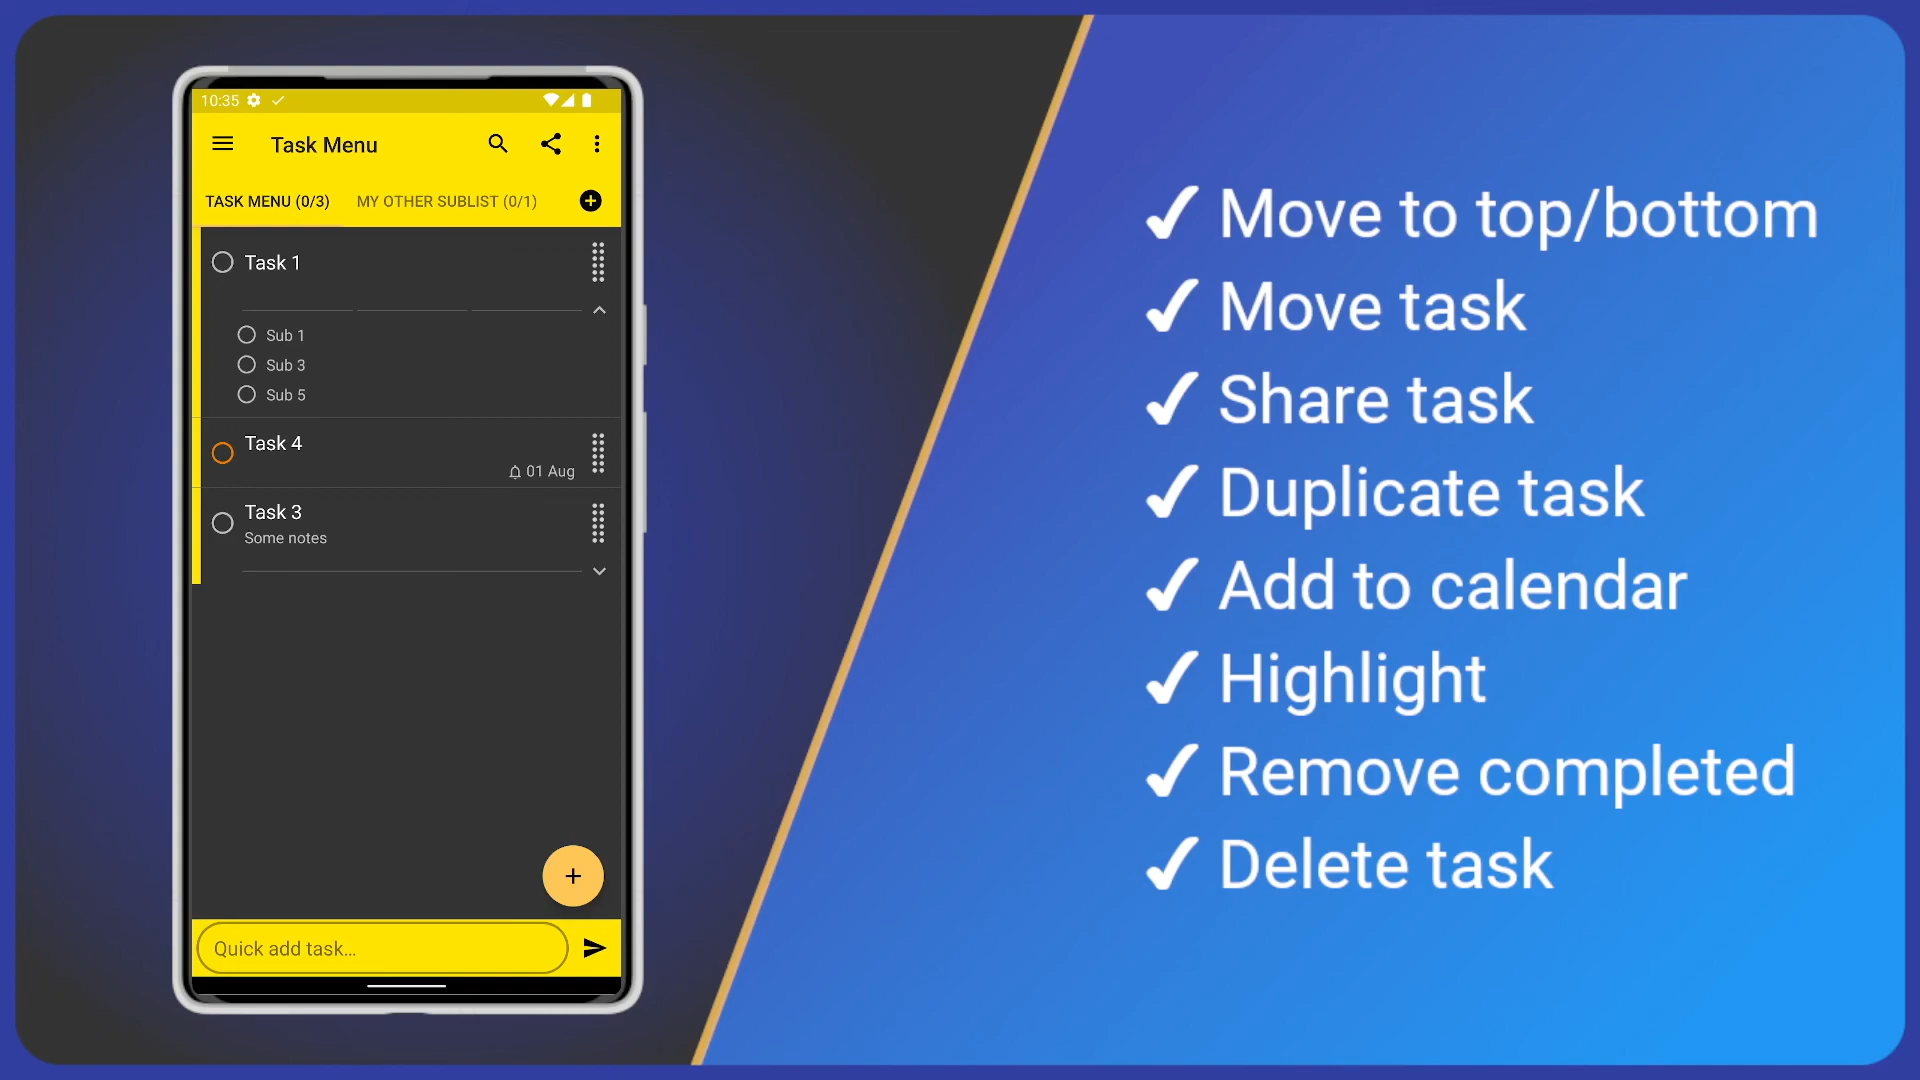 10:35
Task Menu
TASK MENU (0/3) MY OTHER SUBLIST (0/1)
Task 1
Sub 1
Sub 3
Sub 5
Task 4
01 Aug
Task 3
Some notes
Quick add task...
Move to top/bottom
Move task
Share task
Duplicate task
Add to calendar
Highlight
Remove completed
Delete task